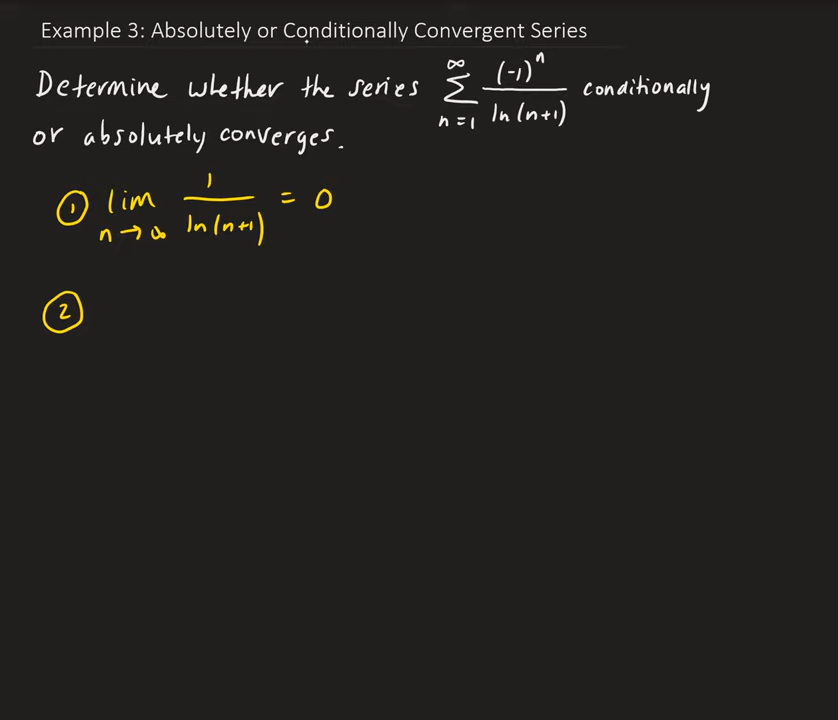 Example 3: Absolutely or Conditionally Convergent Series
Determine whether the series ∑_{n=1}^{∞} (-1)^n / ln(n+1) conditionally
or absolutely converges.
① lim_{n→∞} 1 / ln(n+1) = 0
②